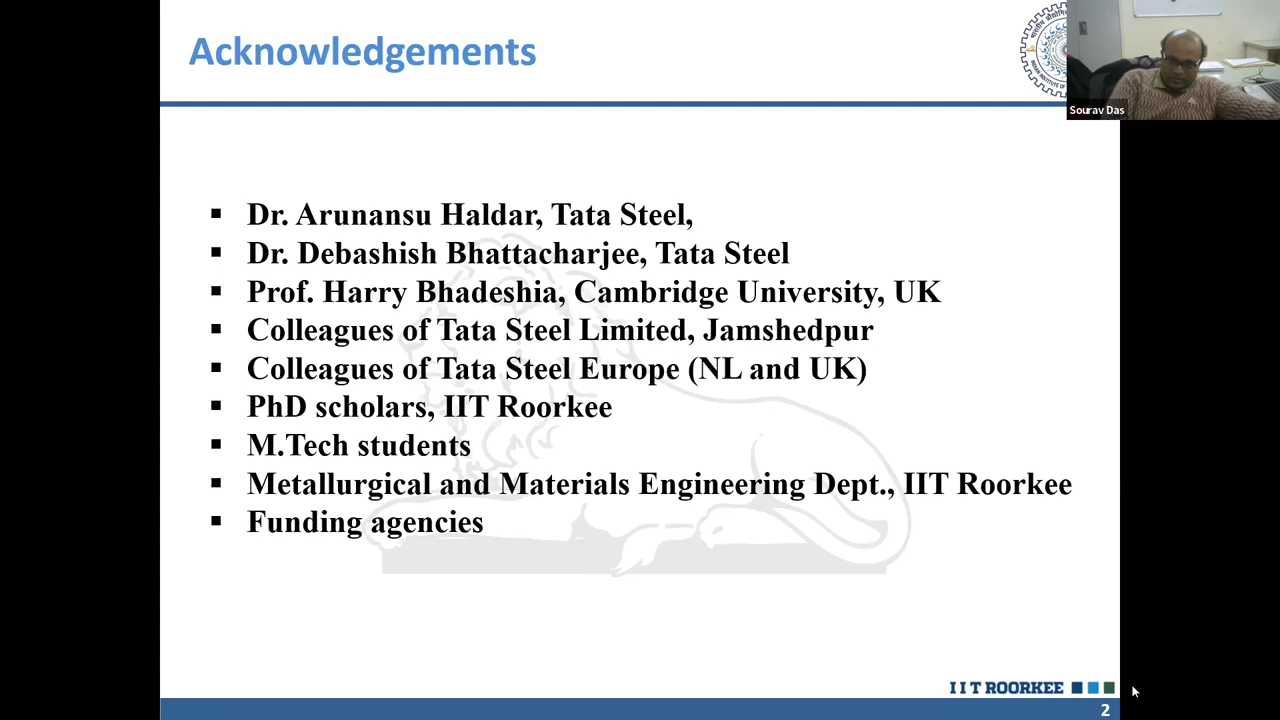 Acknowledgements
Sourav Das
▪ Dr. Arunansu Haldar, Tata Steel,
▪ Dr. Debashish Bhattacharjee, Tata Steel
▪ Prof. Harry Bhadeshia, Cambridge University, UK
▪ Colleagues of Tata Steel Limited, Jamshedpur
▪ Colleagues of Tata Steel Europe (NL and UK)
▪ PhD scholars, IIT Roorkee
▪ M.Tech students
▪ Metallurgical and Materials Engineering Dept., IIT Roorkee
▪ Funding agencies
IIT ROORKEE
2